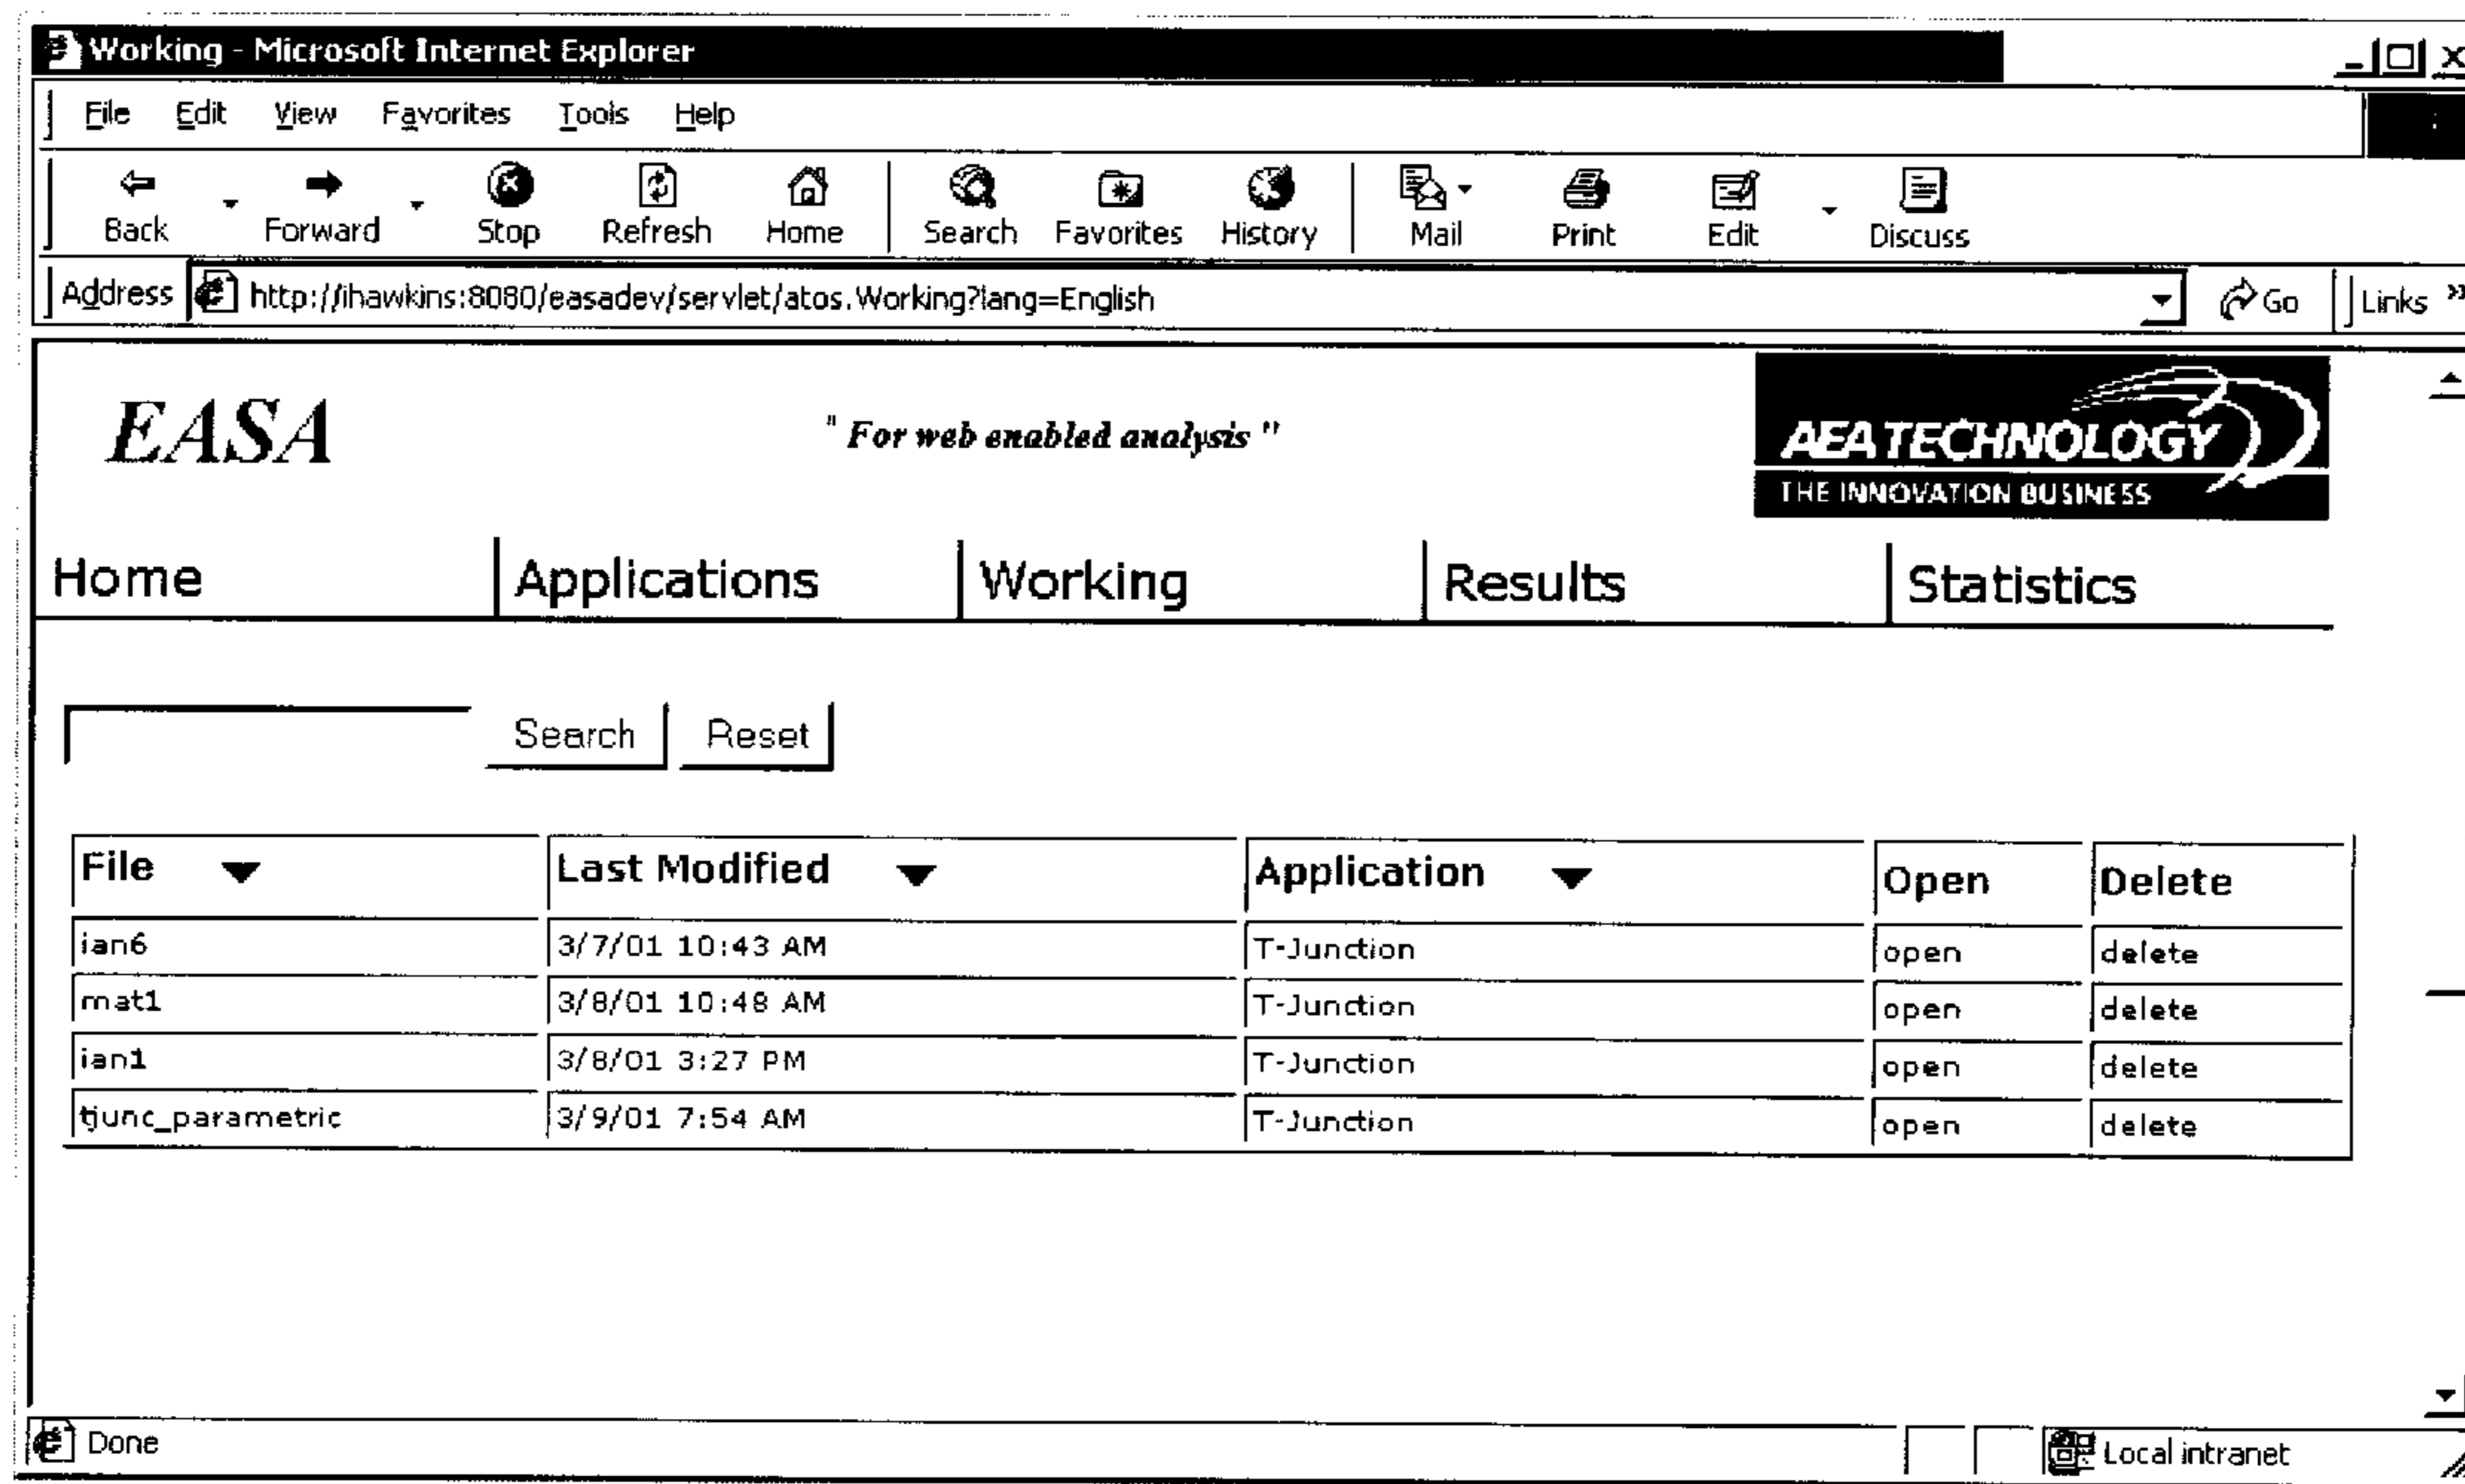 Working - Microsoft Internet Explorer
File Edit View Favorites Tools Help
Back Forward Stop Refresh Home Search Favorites History Mail Print Edit Discuss
Address http://ihawkins:8080/easadev/servlet/atos.Working?lang=English Go Links »
EASA " For web enabled analysis " AEA TECHNOLOGY
THE INNOVATION BUSINESS
Home Applications Working Results Statistics
Search Reset
File Last Modified Application Open Delete
ian6 3/7/01 10:43 AM T-Junction open delete
mat1 3/8/01 10:48 AM T-Junction open delete
ian1 3/8/01 3:27 PM T-Junction open delete
tjunc_parametric 3/9/01 7:54 AM T-Junction open delete
Done Local intranet